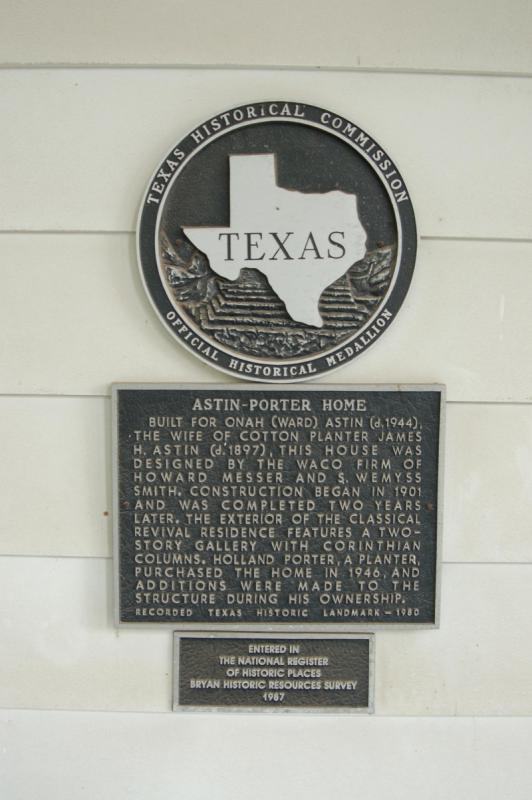 TEXAS HISTORICAL COMMISSION
TEXAS
OFFICIAL HISTORICAL MEDALLION
ASTIN-PORTER HOME
BUILT FOR ONAH (WARD) ASTIN (d.1944),
THE WIFE OF COTTON PLANTER JAMES
H. ASTIN (d.1897), THIS HOUSE WAS
DESIGNED BY THE WACO FIRM OF
HOWARD MESSER AND S. WEMYSS
SMITH. CONSTRUCTION BEGAN IN 1901
AND WAS COMPLETED TWO YEARS
LATER. THE EXTERIOR OF THE CLASSICAL
REVIVAL RESIDENCE FEATURES A TWO-
STORY GALLERY WITH CORINTHIAN
COLUMNS. HOLLAND PORTER, A PLANTER,
PURCHASED THE HOME IN 1946, AND
ADDITIONS WERE MADE TO THE
STRUCTURE DURING HIS OWNERSHIP.
RECORDED TEXAS HISTORIC LANDMARK - 1980
ENTERED IN
THE NATIONAL REGISTER
OF HISTORIC PLACES
BRYAN HISTORIC RESOURCES SURVEY
1987